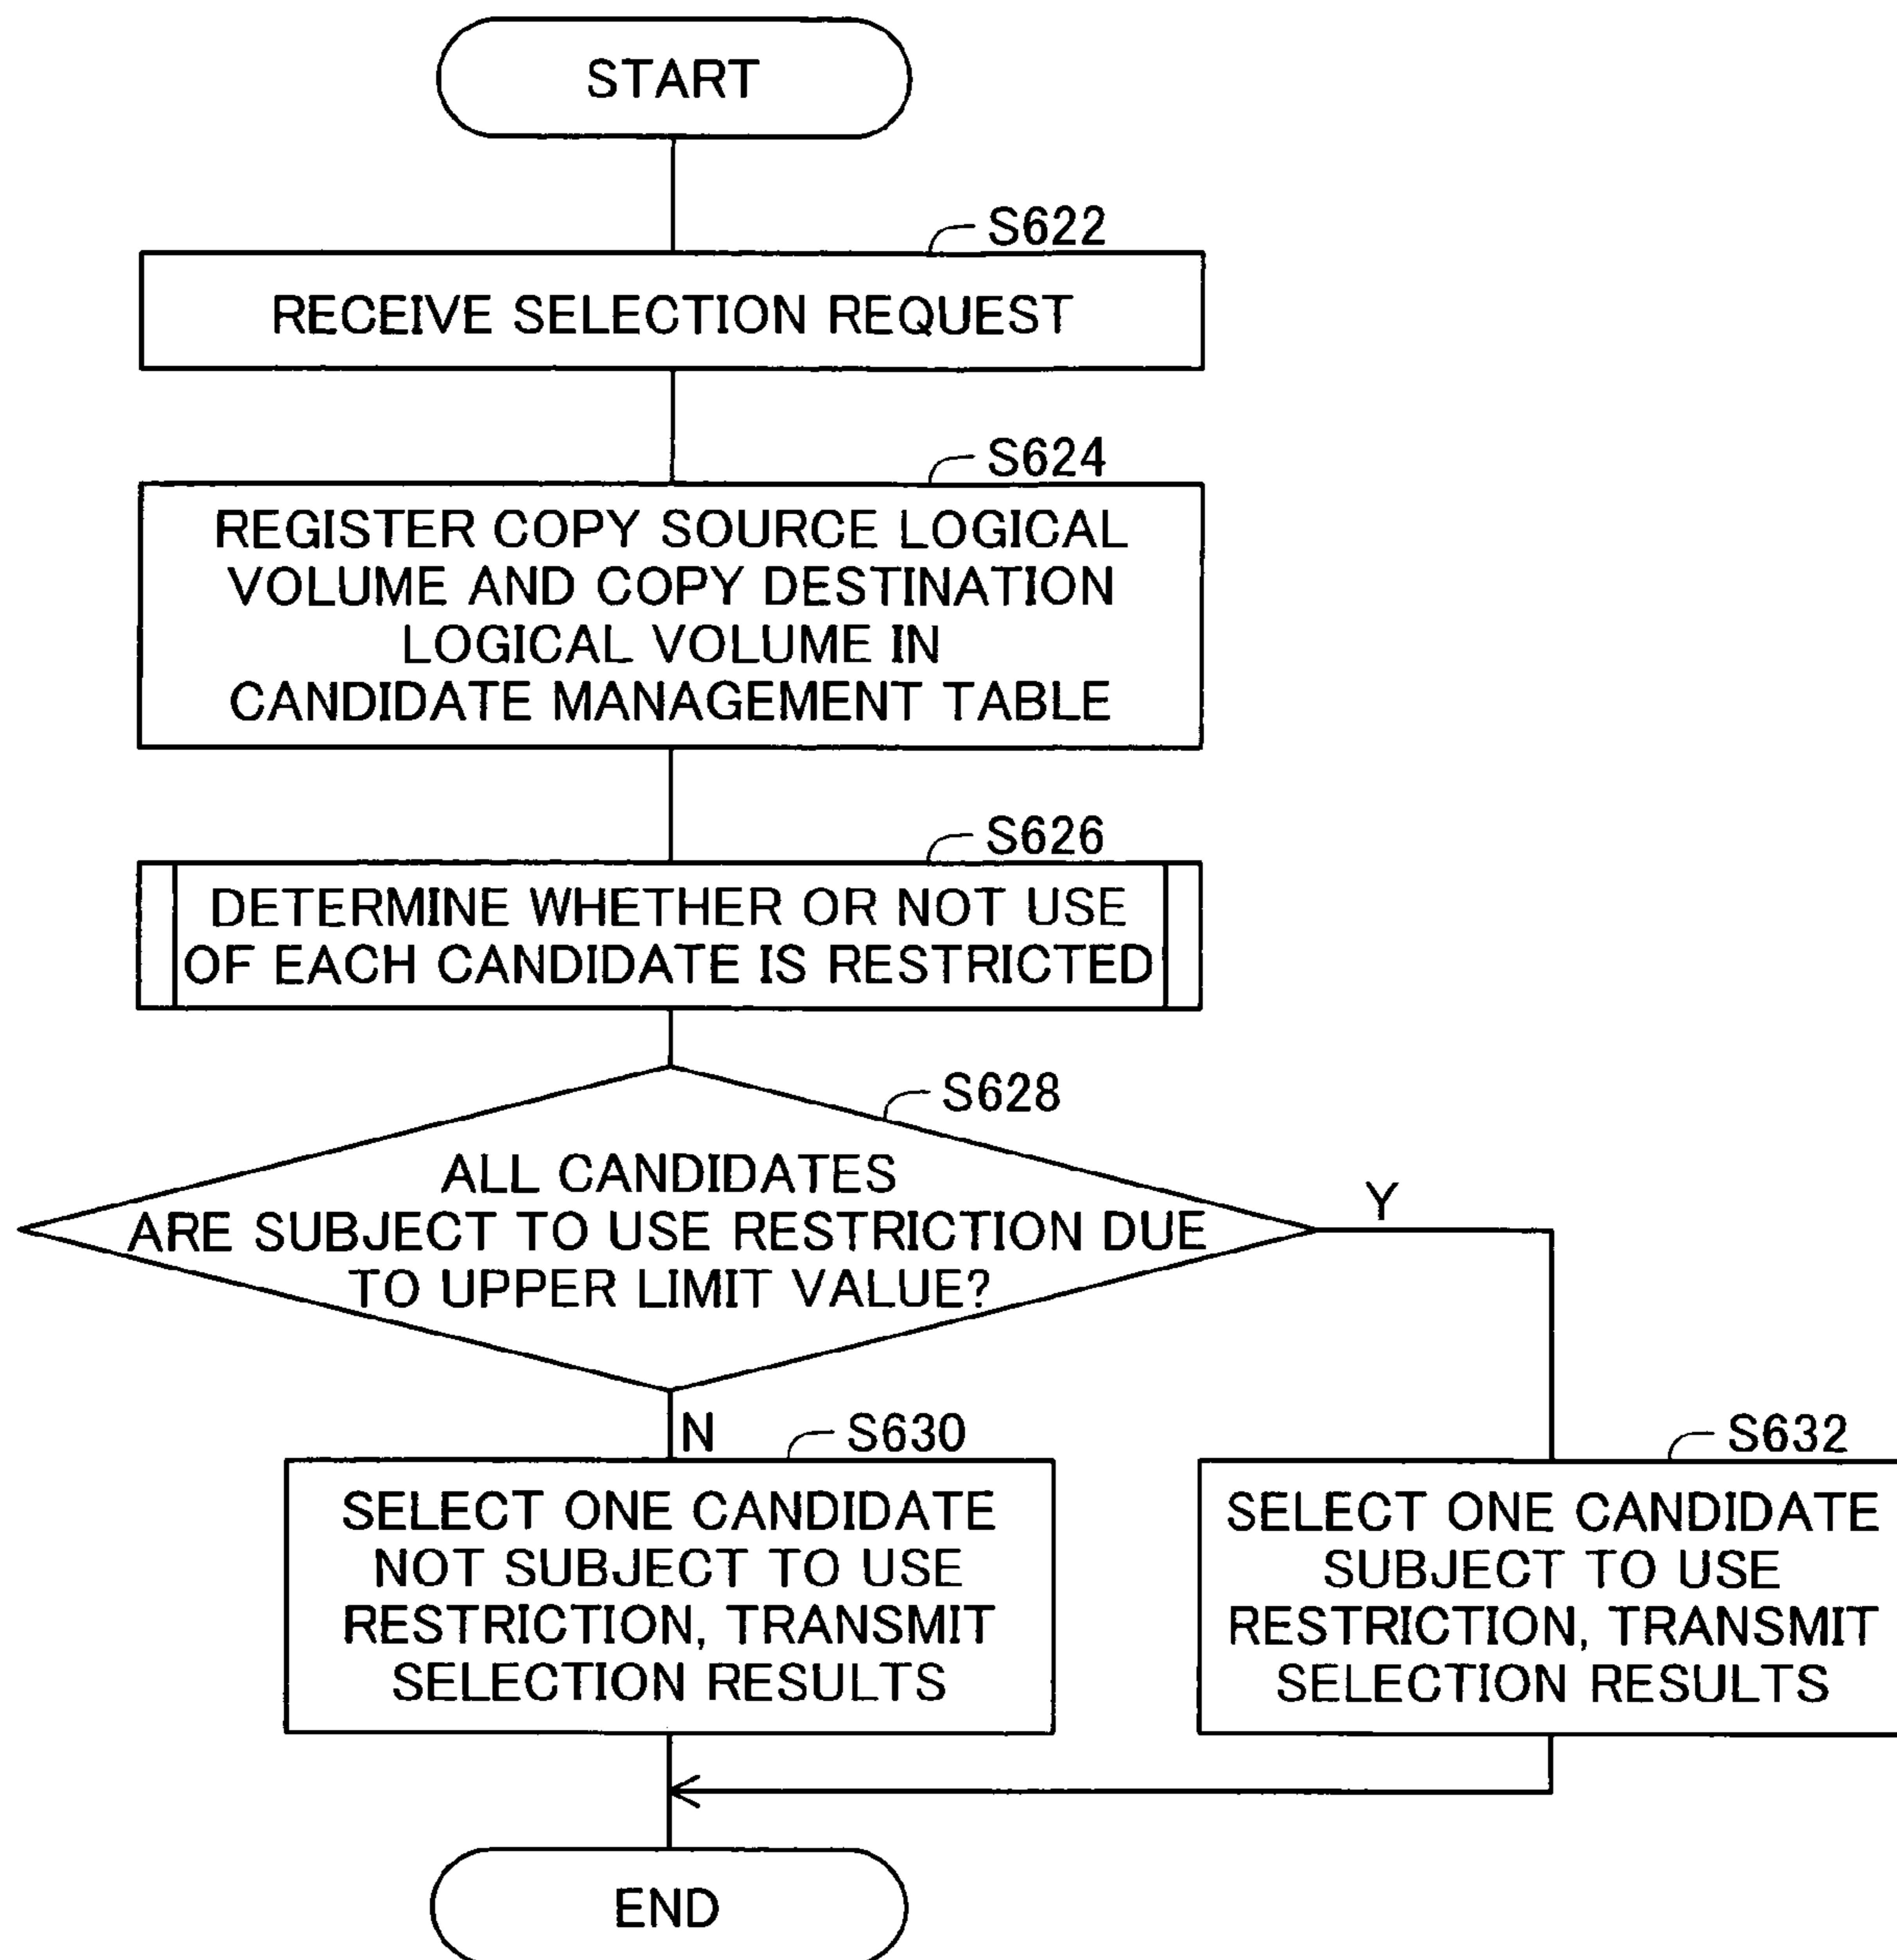 START
S622
RECEIVE SELECTION REQUEST
S624
REGISTER COPY SOURCE LOGICAL
VOLUME AND COPY DESTINATION
LOGICAL VOLUME IN
CANDIDATE MANAGEMENT TABLE
S626
DETERMINE WHETHER OR NOT USE
OF EACH CANDIDATE IS RESTRICTED
S628
ALL CANDIDATES
ARE SUBJECT TO USE RESTRICTION DUE
TO UPPER LIMIT VALUE?
Y
N
S630
SELECT ONE CANDIDATE
NOT SUBJECT TO USE
RESTRICTION, TRANSMIT
SELECTION RESULTS
S632
SELECT ONE CANDIDATE
SUBJECT TO USE
RESTRICTION, TRANSMIT
SELECTION RESULTS
END